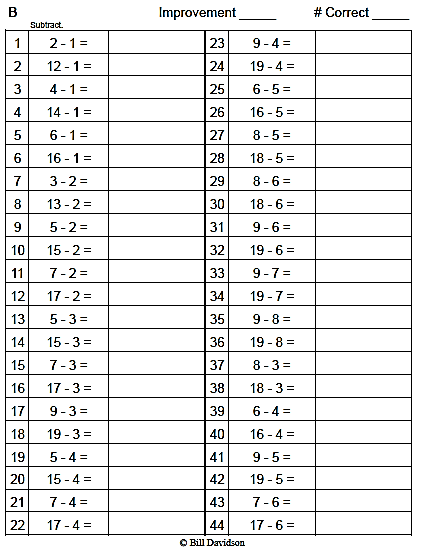 B Improvement _____ # Correct _____
Subtract.
1 2 - 1 = 23 9 - 4 =
2 12 - 1 = 24 19 - 4 =
3 4 - 1 = 25 6 - 5 =
4 14 - 1 = 26 16 - 5 =
5 6 - 1 = 27 8 - 5 =
6 16 - 1 = 28 18 - 5 =
7 3 - 2 = 29 8 - 6 =
8 13 - 2 = 30 18 - 6 =
9 5 - 2 = 31 9 - 6 =
10 15 - 2 = 32 19 - 6 =
11 7 - 2 = 33 9 - 7 =
12 17 - 2 = 34 19 - 7 =
13 5 - 3 = 35 9 - 8 =
14 15 - 3 = 36 19 - 8 =
15 7 - 3 = 37 8 - 3 =
16 17 - 3 = 38 18 - 3 =
17 9 - 3 = 39 6 - 4 =
18 19 - 3 = 40 16 - 4 =
19 5 - 4 = 41 9 - 5 =
20 15 - 4 = 42 19 - 5 =
21 7 - 4 = 43 7 - 6 =
22 17 - 4 = 44 17 - 6 =
© Bill Davidson